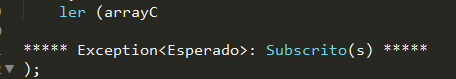 ler (arrayC
***** Exception<Esperado>: Subscrito(s) *****
);